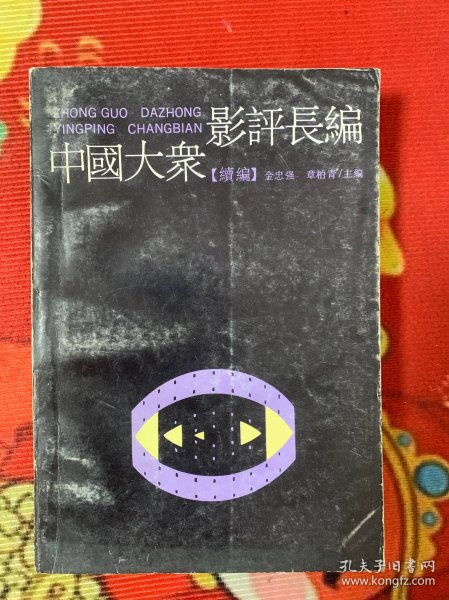 ZHONG GUO DAZHONG
YINGPING CHANGBIAN
影評長編
中國大衆
【續編】
金忠强 章柏青/主編
孔夫子旧书网
www.kongfz.com